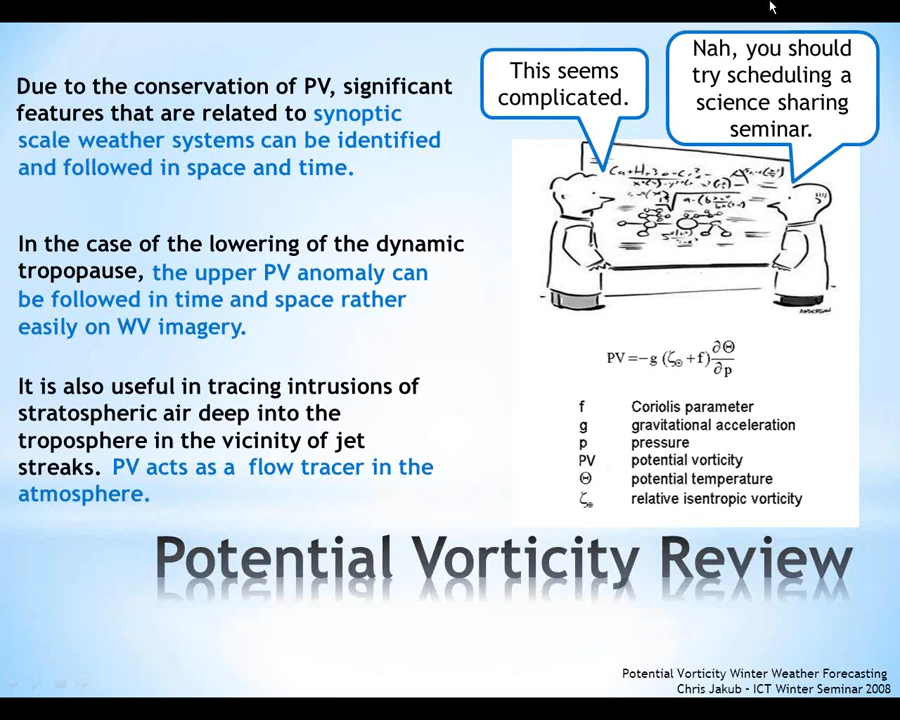 Due to the conservation of PV, significant
features that are related to synoptic
scale weather systems can be identified
and followed in space and time.
In the case of the lowering of the dynamic
tropopause, the upper PV anomaly can
be followed in time and space rather
easily on WV imagery.
It is also useful in tracing intrusions of
stratospheric air deep into the
troposphere in the vicinity of jet
streaks. PV acts as a flow tracer in the
atmosphere.
This seems
complicated.
Nah, you should
try scheduling a
science sharing
seminar.
ANDERSON
PV=−g (ζ_Θ+f) ∂Θ/∂p
f Coriolis parameter
g gravitational acceleration
p pressure
PV potential vorticity
Θ potential temperature
ζ_Θ relative isentropic vorticity
Potential Vorticity Review
Potential Vorticity Winter Weather Forecasting
Chris Jakub - ICT Winter Seminar 2008